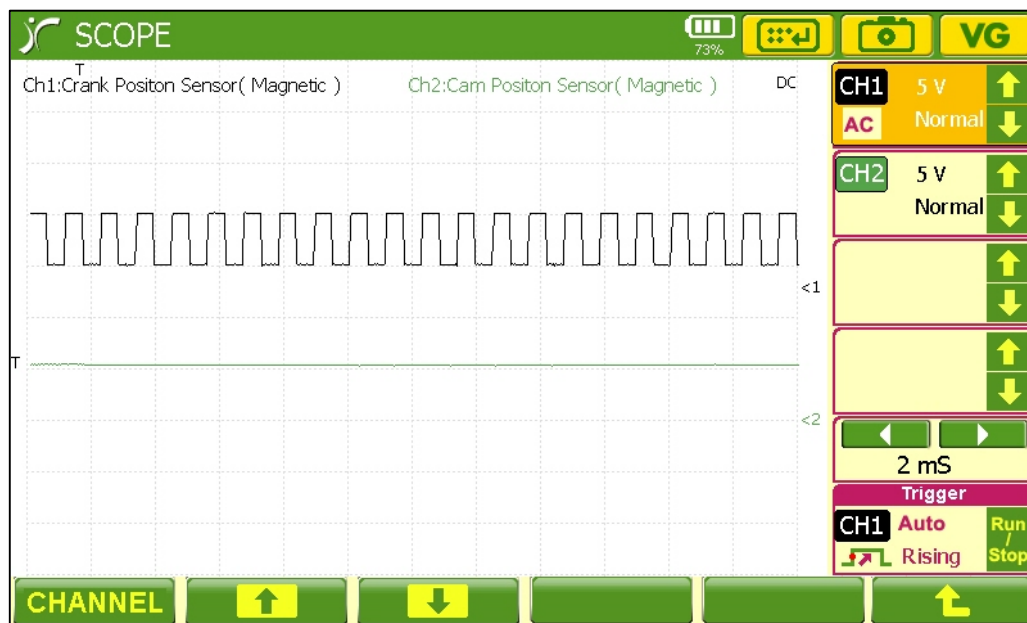 SCOPE
73%
VG
T
Ch1:Crank Positon Sensor( Magnetic )
Ch2:Cam Positon Sensor( Magnetic )
DC
CH1
5 V
AC
Normal
CH2
5 V
Normal
<1
T
<2
2 mS
Trigger
CH1
Auto
Rising
Run
/
Stop
CHANNEL